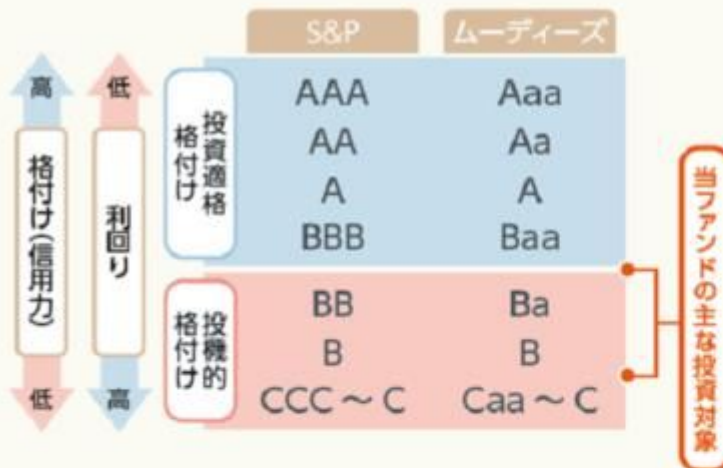 S&P ムーディーズ
高 低
格付け(信用力)
利回り
低 高
投資適格
格付け
AAA Aaa
AA Aa
A A
BBB Baa
投機的
格付け
BB Ba
B B
CCC ~ C Caa ~ C
当ファンドの主な投資対象